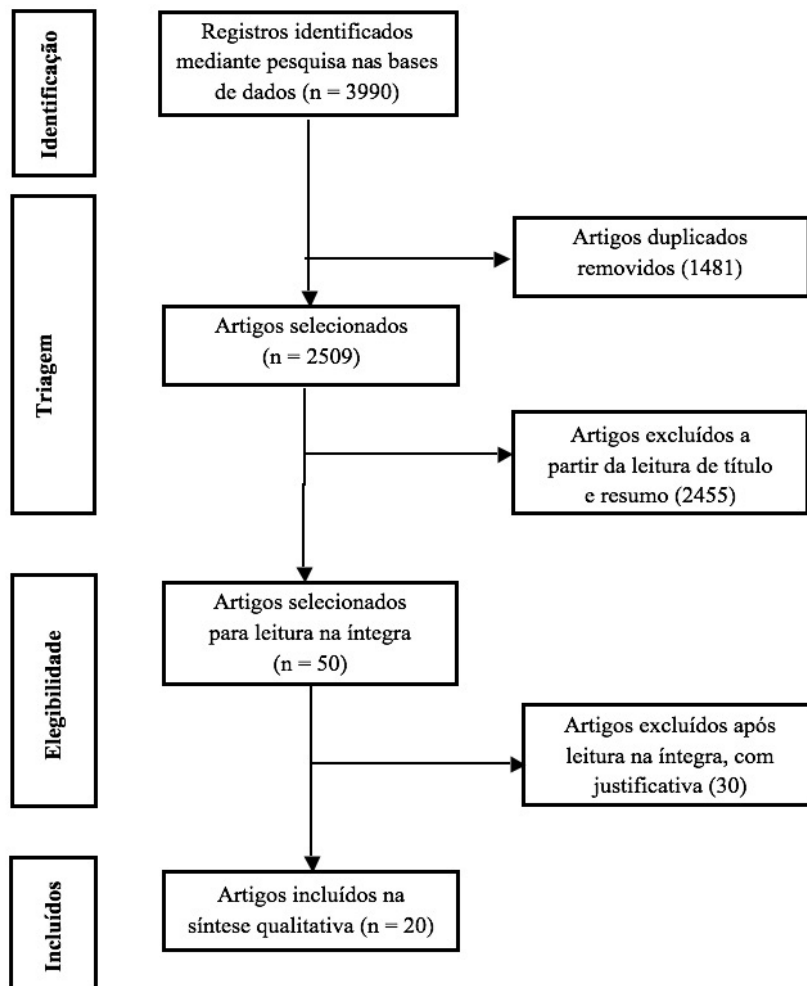 Identificação
Registros identificados
mediante pesquisa nas bases
de dados (n = 3990)
Triagem
Artigos duplicados
removidos (1481)
Artigos selecionados
(n = 2509)
Artigos excluídos a
partir da leitura de título
e resumo (2455)
Elegibilidade
Artigos selecionados
para leitura na íntegra
(n = 50)
Artigos excluídos após
leitura na íntegra, com
justificativa (30)
Incluídos
Artigos incluídos na
síntese qualitativa (n = 20)